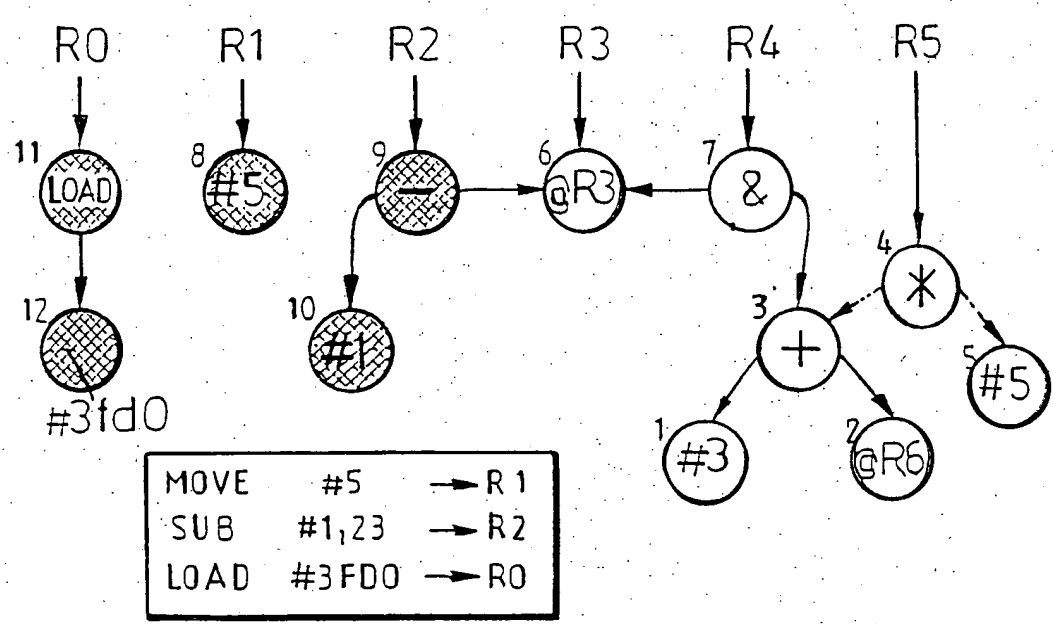 R0 R1 R2 R3 R4 R5
11 LOAD 8 #5 9 − 6 @R3 7 &
4 *
12 10 #1 3 + 5 #5
#3fd0
1 #3 2 @R6
MOVE #5 → R1
SUB #1,23 → R2
LOAD #3FD0 → R0